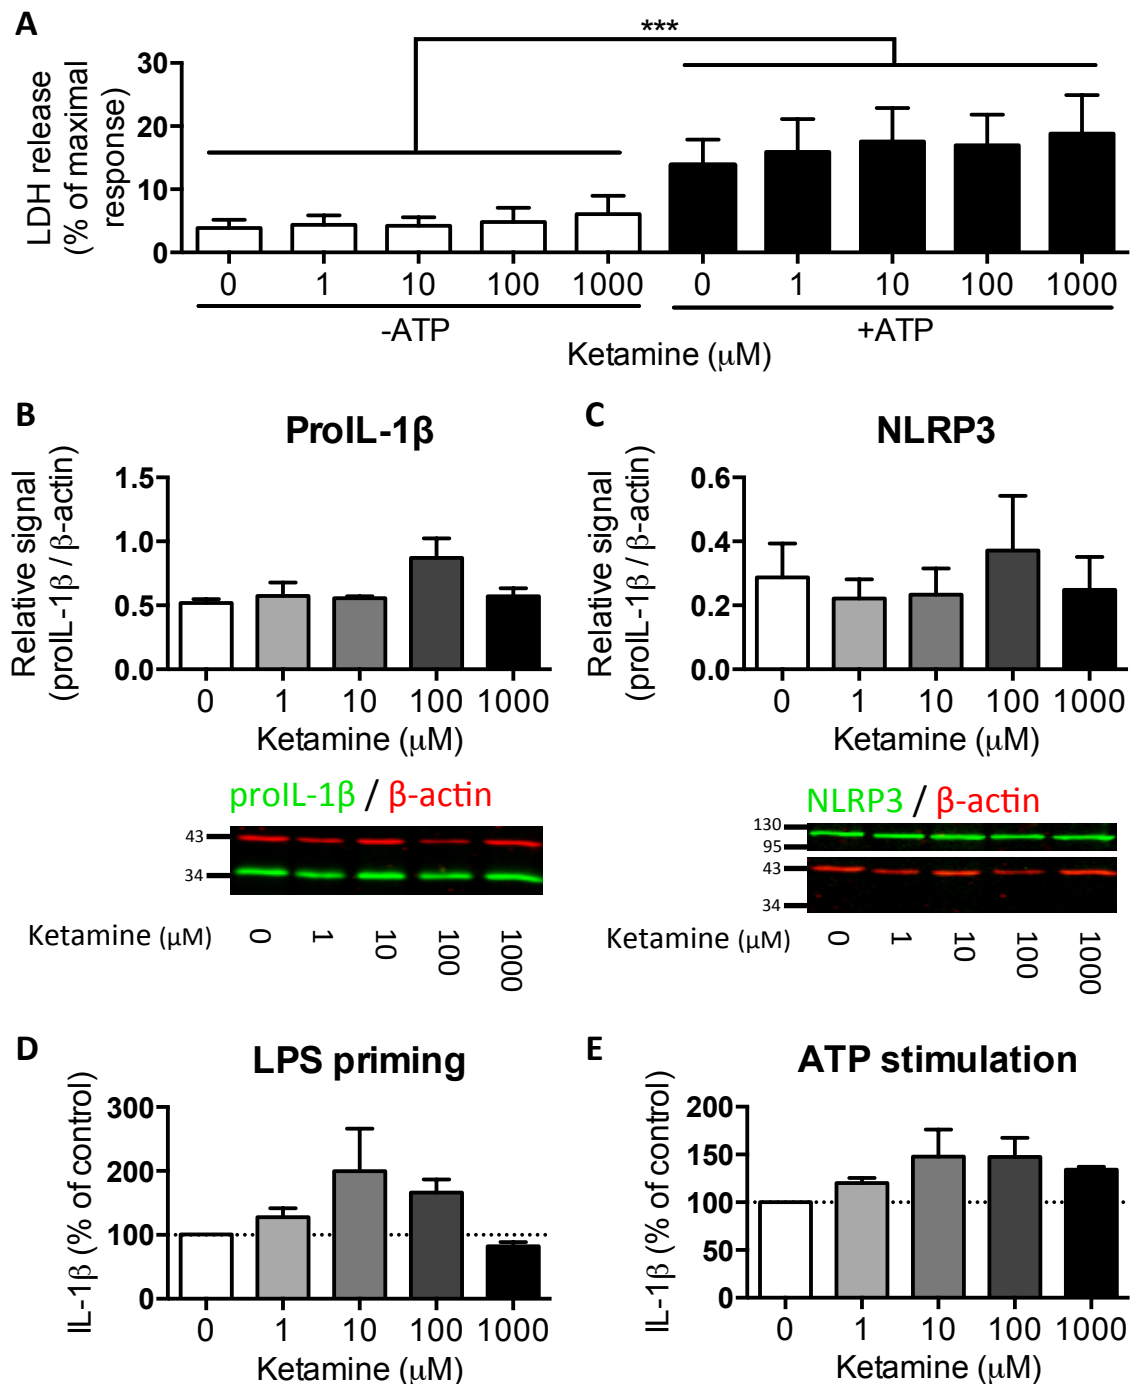 A
***
LDH release
(% of maximal
response)
30
20
10
0
0 1 10 100 1000 0 1 10 100 1000
-ATP +ATP
Ketamine (μM)
B
ProIL-1β
Relative signal
(proIL-1β / β-actin)
1.5
1.0
0.5
0.0
0 1 10 100 1000
Ketamine (μM)
proIL-1β / β-actin
43
34
Ketamine (μM) 0 1 10 100 1000
C
NLRP3
Relative signal
(proIL-1β / β-actin)
0.6
0.4
0.2
0.0
0 1 10 100 1000
Ketamine (μM)
NLRP3 / β-actin
130
95
43
34
Ketamine (μM) 0 1 10 100 1000
D
LPS priming
IL-1β (% of control)
300
200
100
0
0 1 10 100 1000
Ketamine (μM)
E
ATP stimulation
IL-1β (% of control)
200
150
100
50
0
0 1 10 100 1000
Ketamine (μM)